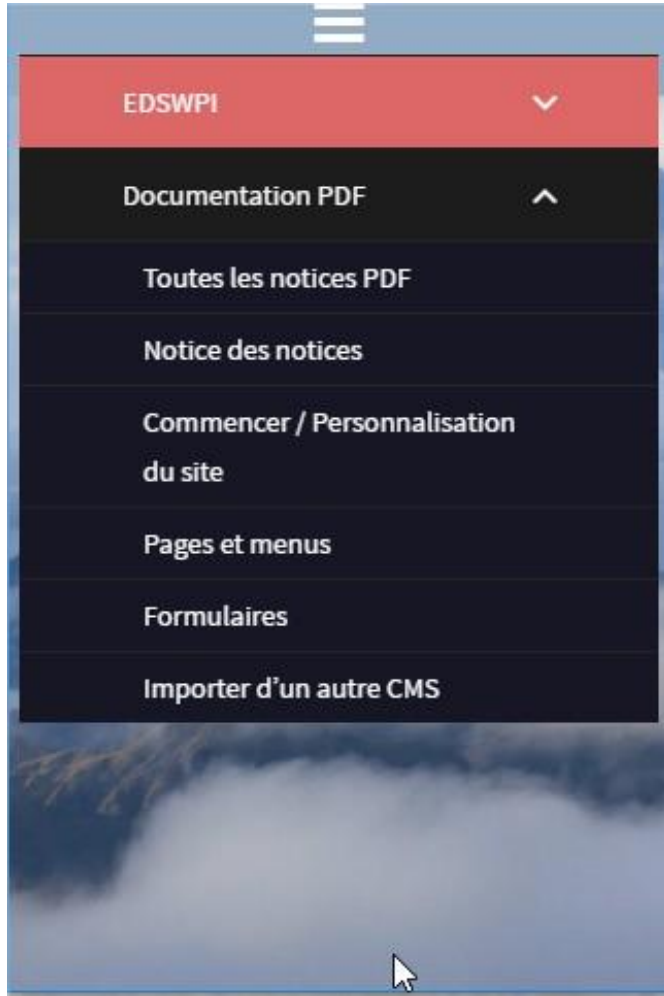 EDSWPI
Documentation PDF
Toutes les notices PDF
Notice des notices
Commencer / Personnalisation
du site
Pages et menus
Formulaires
Importer d’un autre CMS